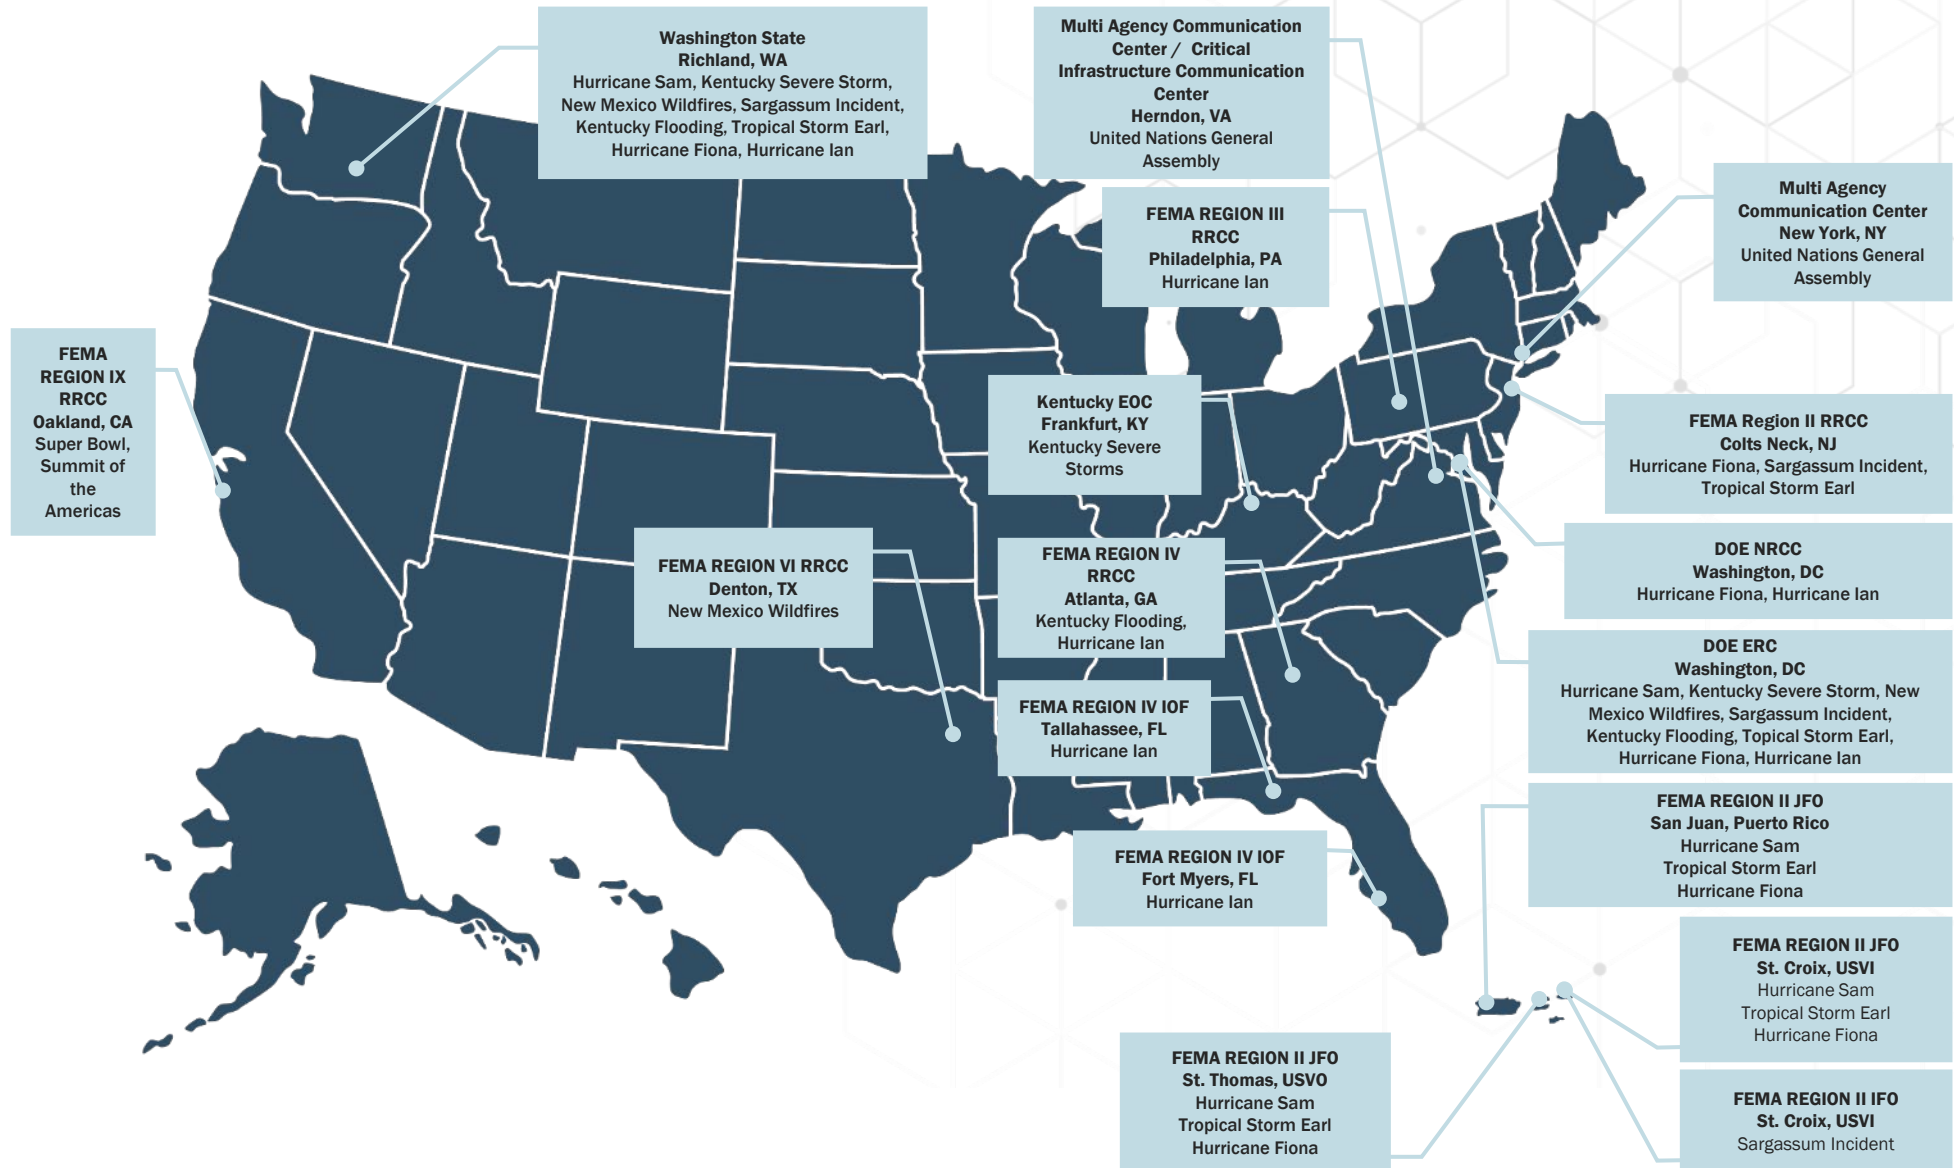 Washington State
Richland, WA
Hurricane Sam, Kentucky Severe Storm,
New Mexico Wildfires, Sargassum Incident,
Kentucky Flooding, Tropical Storm Earl,
Hurricane Fiona, Hurricane Ian
Multi Agency Communication
Center / Critical
Infrastructure Communication
Center
Herndon, VA
United Nations General
Assembly
Multi Agency
Communication Center
New York, NY
United Nations General
Assembly
FEMA REGION III
RRCC
Philadelphia, PA
Hurricane Ian
FEMA
REGION IX
RRCC
Oakland, CA
Super Bowl,
Summit of
the
Americas
Kentucky EOC
Frankfurt, KY
Kentucky Severe
Storms
FEMA Region II RRCC
Colts Neck, NJ
Hurricane Fiona, Sargassum Incident,
Tropical Storm Earl
FEMA REGION VI RRCC
Denton, TX
New Mexico Wildfires
FEMA REGION IV
RRCC
Atlanta, GA
Kentucky Flooding,
Hurricane Ian
DOE NRCC
Washington, DC
Hurricane Fiona, Hurricane Ian
DOE ERC
Washington, DC
Hurricane Sam, Kentucky Severe Storm, New
Mexico Wildfires, Sargassum Incident,
Kentucky Flooding, Topical Storm Earl,
Hurricane Fiona, Hurricane Ian
FEMA REGION IV IOF
Tallahassee, FL
Hurricane Ian
FEMA REGION II JFO
San Juan, Puerto Rico
Hurricane Sam
Tropical Storm Earl
Hurricane Fiona
FEMA REGION IV IOF
Fort Myers, FL
Hurricane Ian
FEMA REGION II JFO
St. Croix, USVI
Hurricane Sam
Tropical Storm Earl
Hurricane Fiona
FEMA REGION II JFO
St. Thomas, USVO
Hurricane Sam
Tropical Storm Earl
Hurricane Fiona
FEMA REGION II IFO
St. Croix, USVI
Sargassum Incident